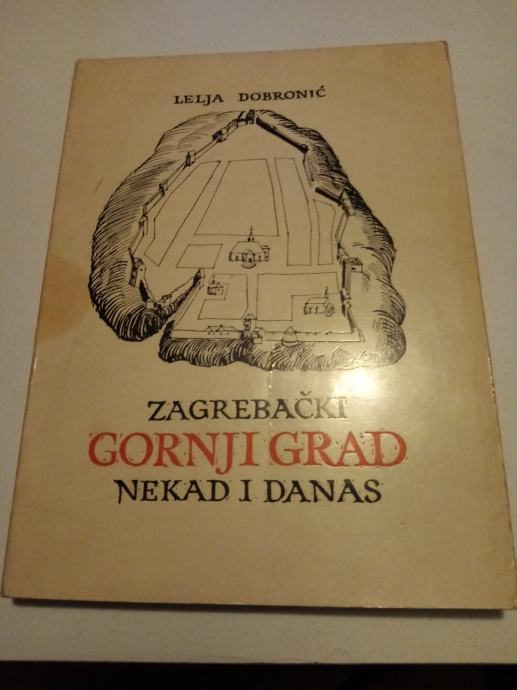 LELJA DOBRONIĆ
ZAGREBAČKI
GORNJI GRAD
NEKAD I DANAS